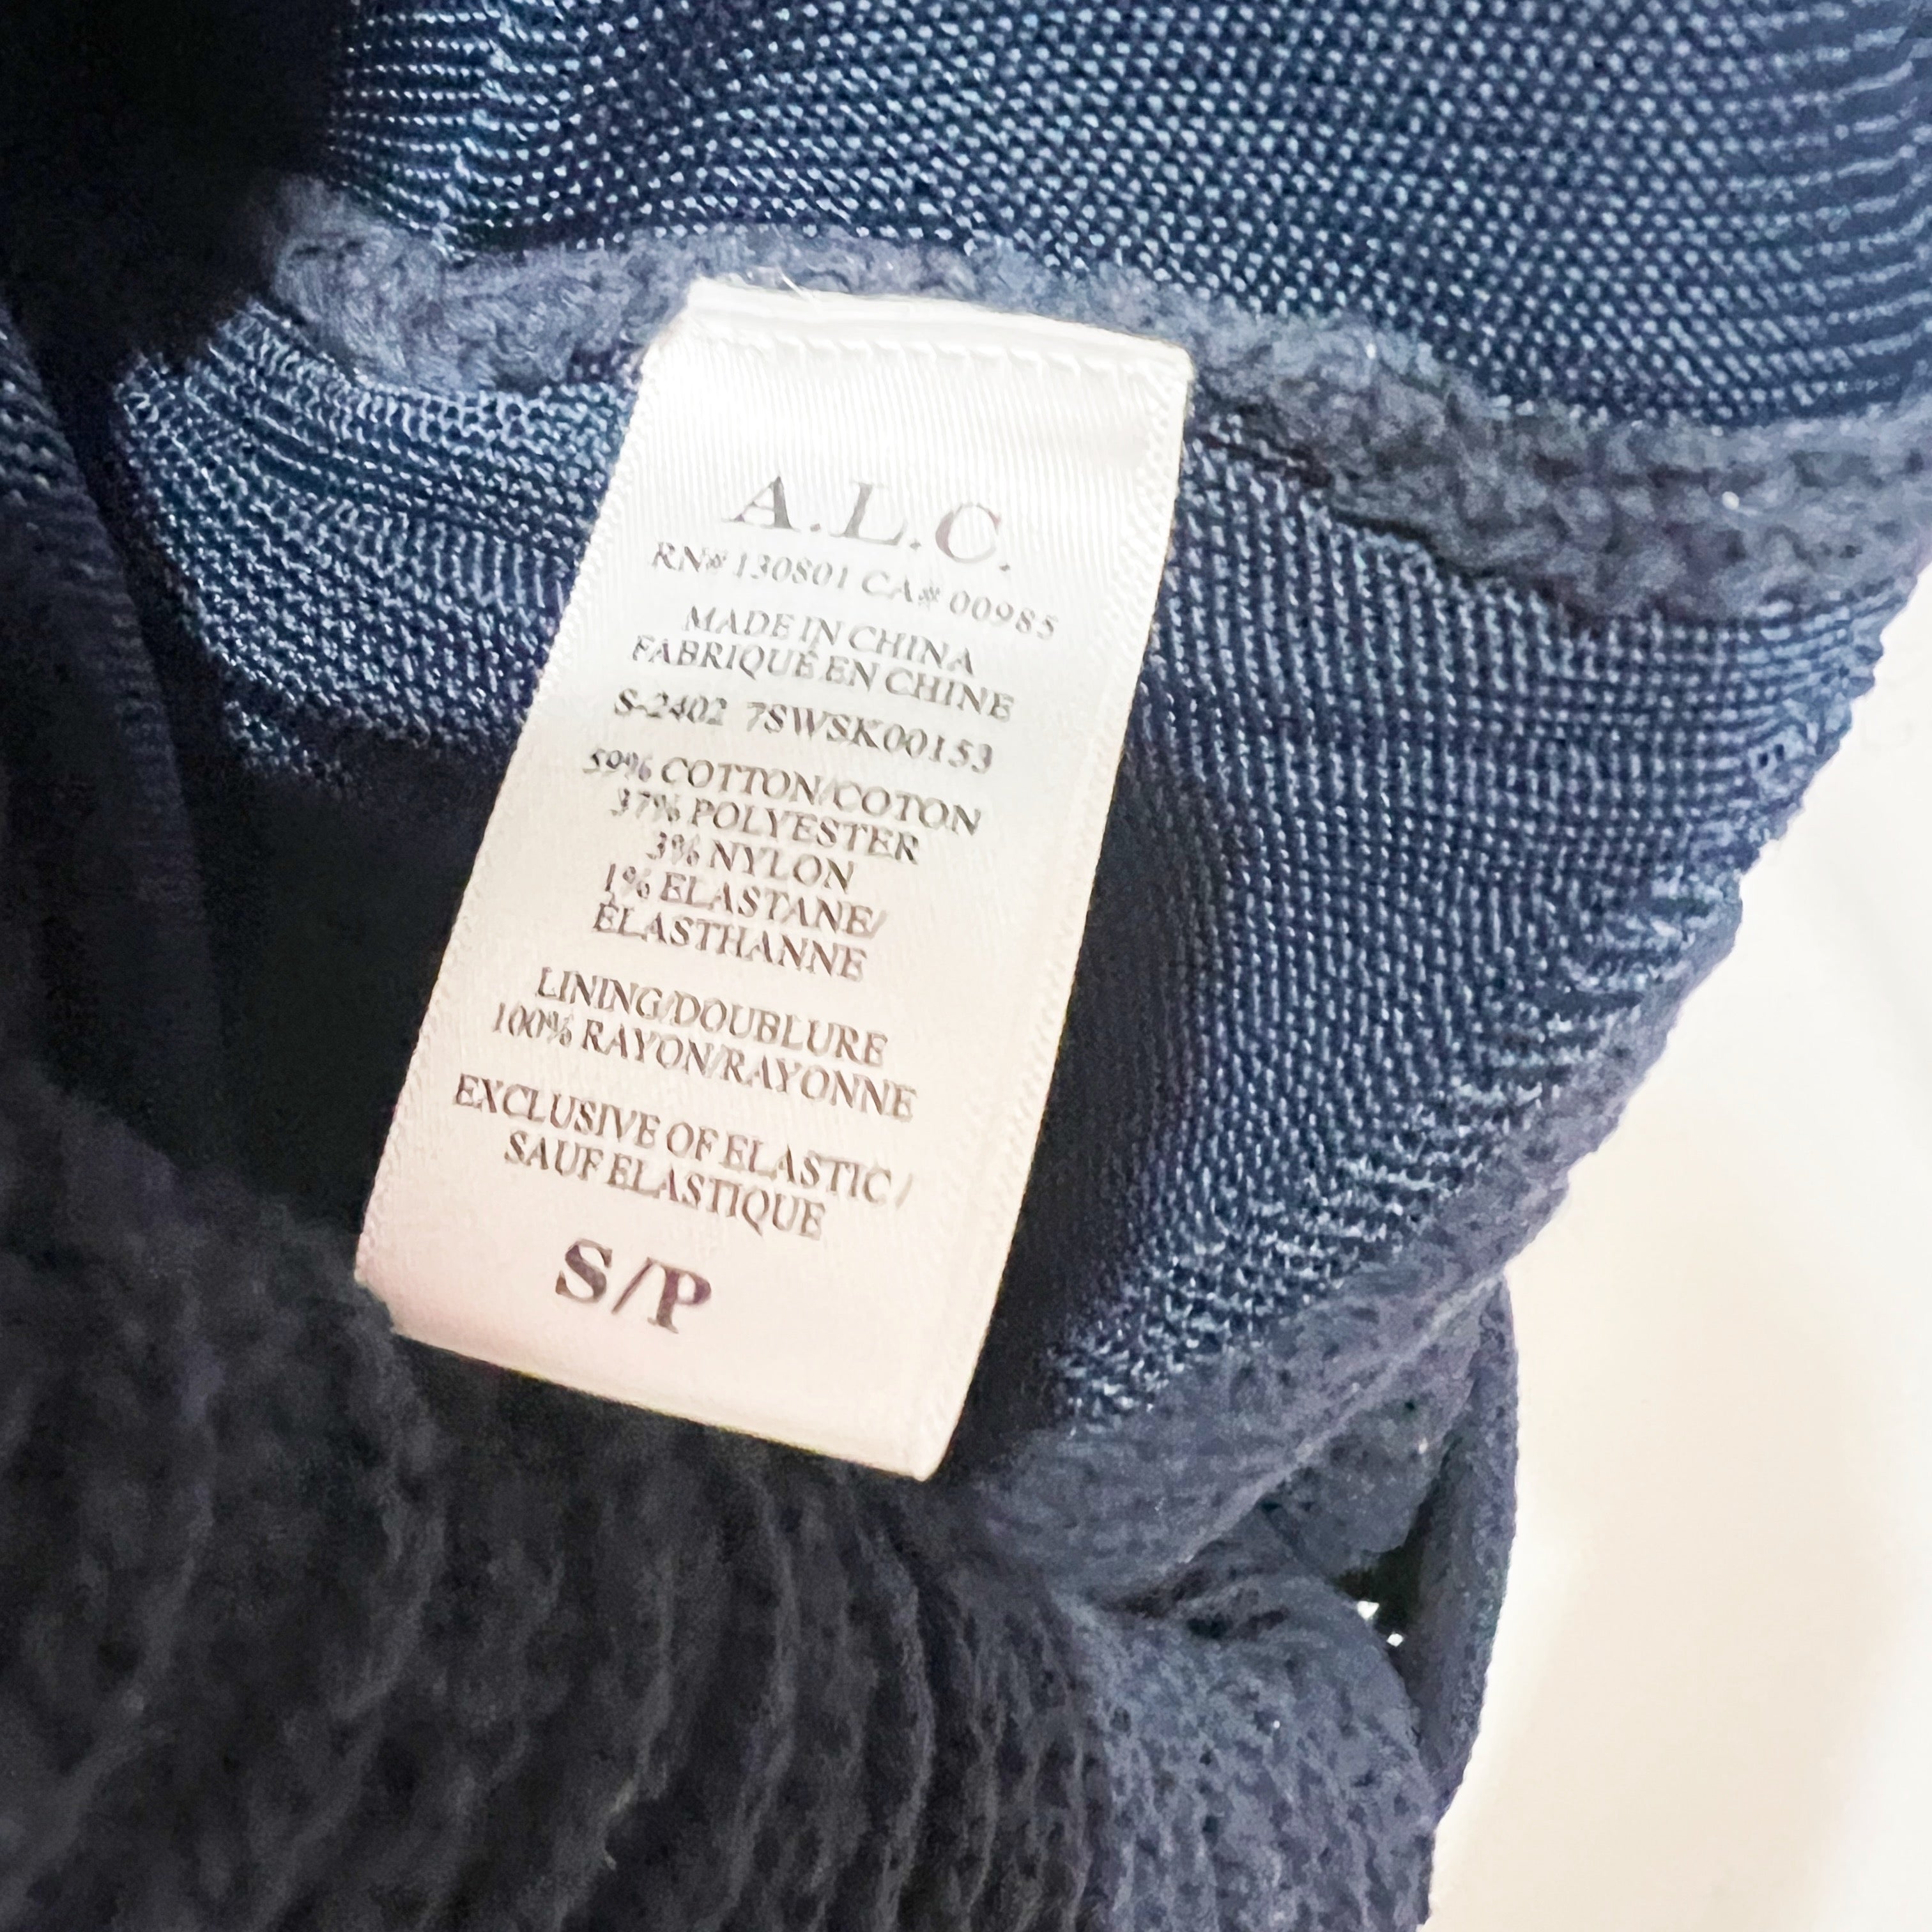 A.L.C.
RN# 130801 CA# 00985
MADE IN CHINA
FABRIQUÉ EN CHINE
S-2402 7SWSK00153
59% COTTON/COTON
37% POLYESTER
3% NYLON
1% ELASTANE/
ÉLASTHANNE
LINING/DOUBLURE
100% RAYON/RAYONNE
EXCLUSIVE OF ELASTIC /
SAUF ELASTIQUE
S/P